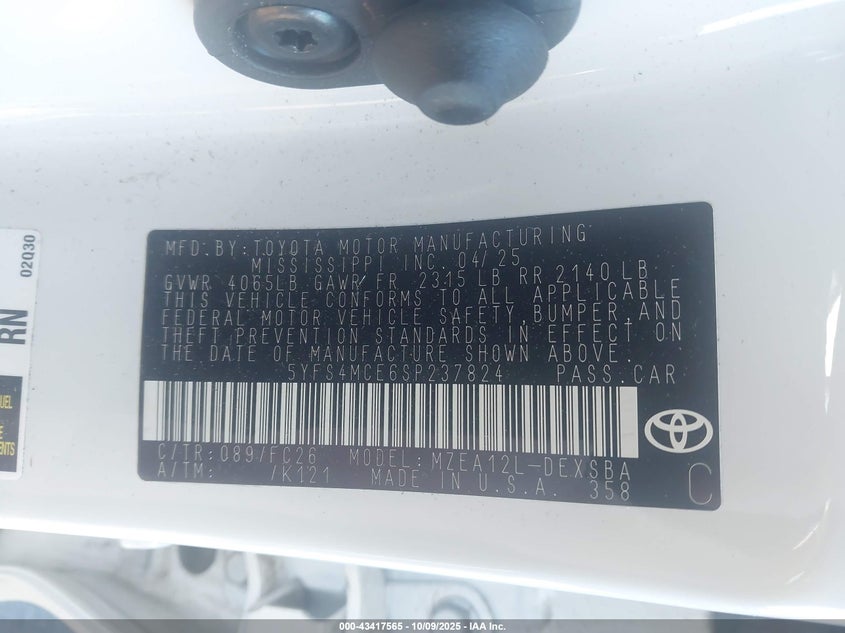 MFD.BY:TOYOTA MOTOR MANUFACTURING
MISSISSIPPI INC. 04/25
GVWR 4065LB GAWR/FR 2315 LB RR 2140 LB
THIS VEHICLE CONFORMS TO ALL APPLICABLE
FEDERAL MOTOR VEHICLE SAFETY, BUMPER,AND
THEFT PREVENTION STANDARDS IN EFFECT ON
THE DATE OF MANUFACTURE SHOWN ABOVE.
5YFS4MCE6SP237824 PASS.CAR
C/TR:089/FC26 MODEL:MZEA12L-DEXSBA
A/TM: /K121 MADE IN U.S.A. 358
C
02Q30
RN
UEL
E
ENTS
000-43417565 - 10/09/2025 - IAA Inc.